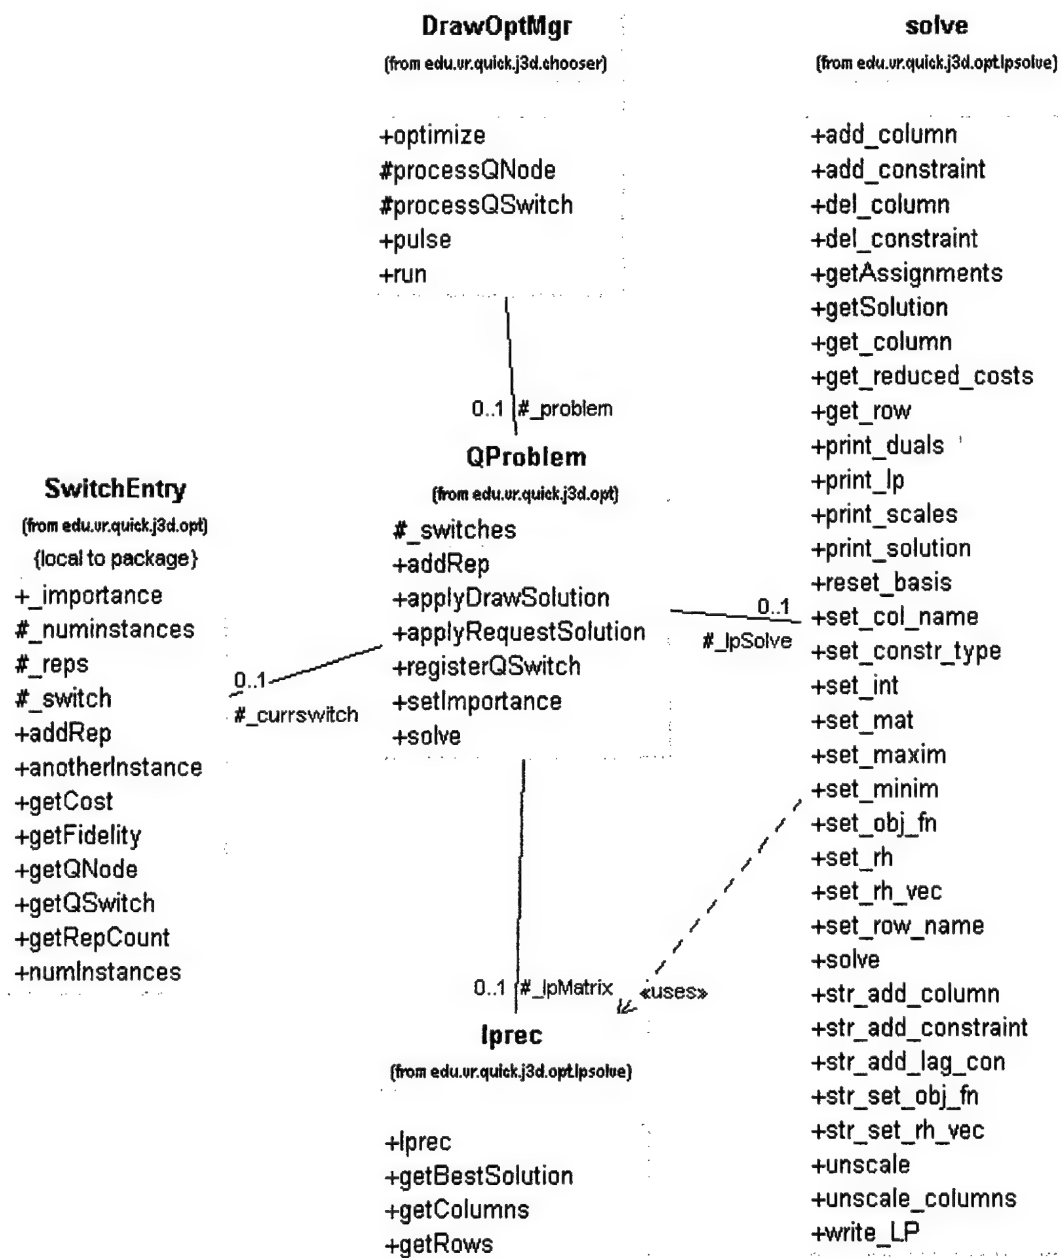 DrawOptMgr
(from edu.vr.quick.j3d.chooser)
+optimize
#processQNode
#processQSwitch
+pulse
+run
0..1 #_problem
QProblem
(from edu.vr.quick.j3d.opt)
#_switches
+addRep
+applyDrawSolution
+applyRequestSolution
+registerQSwitch
+setImportance
+solve
SwitchEntry
(from edu.vr.quick.j3d.opt)
{local to package}
+_importance
#_numinstances
#_reps
#_switch
+addRep
+anotherInstance
+getCost
+getFidelity
+getQNode
+getQSwitch
+getRepCount
+numInstances
0..1
#_currswitch
0..1
#_lpSolve
0..1 #_lpMatrix
«uses»
lprec
(from edu.vr.quick.j3d.opt.lpsolve)
+lprec
+getBestSolution
+getColumns
+getRows
solve
(from edu.vr.quick.j3d.opt.lpsolve)
+add_column
+add_constraint
+del_column
+del_constraint
+getAssignments
+getSolution
+get_column
+get_reduced_costs
+get_row
+print_duals
+print_lp
+print_scales
+print_solution
+reset_basis
+set_col_name
+set_constr_type
+set_int
+set_mat
+set_maxim
+set_minim
+set_obj_fn
+set_rh
+set_rh_vec
+set_row_name
+solve
+str_add_column
+str_add_constraint
+str_add_lag_con
+str_set_obj_fn
+str_set_rh_vec
+unscale
+unscale_columns
+write_LP